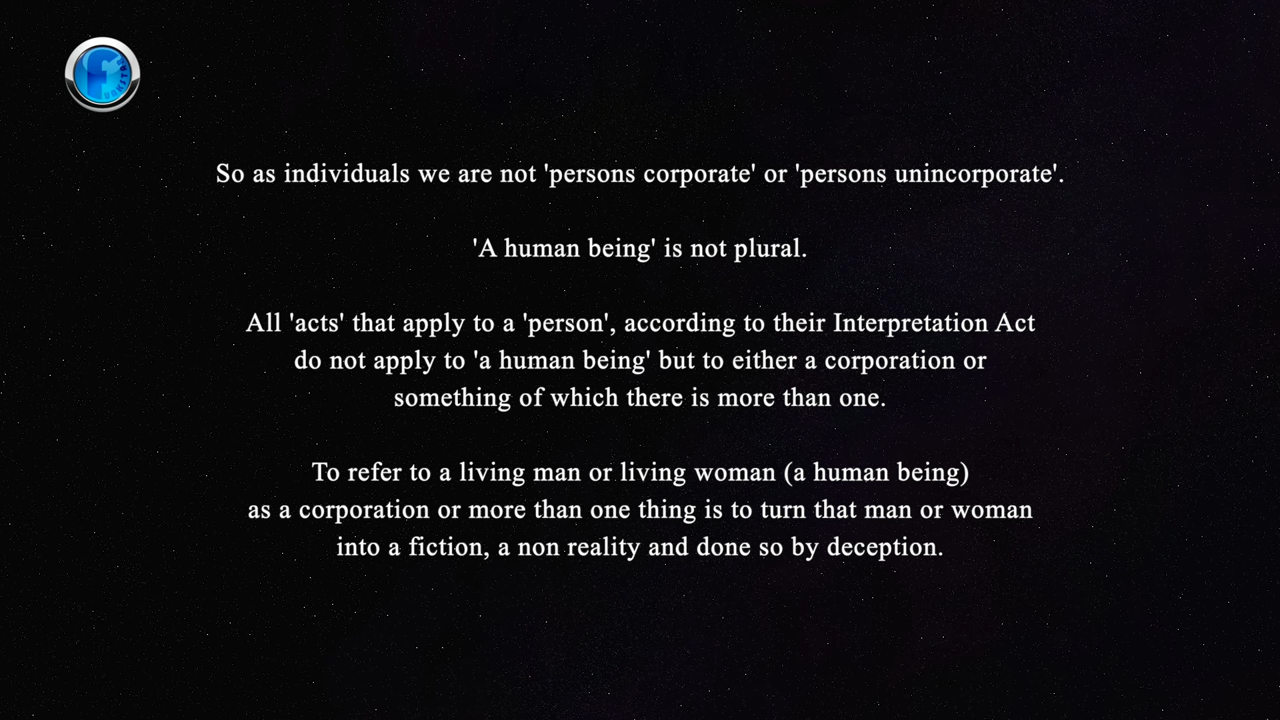 So as individuals we are not 'persons corporate' or 'persons unincorporate'.
'A human being' is not plural.
All 'acts' that apply to a 'person', according to their Interpretation Act
do not apply to 'a human being' but to either a corporation or
something of which there is more than one.
To refer to a living man or living woman (a human being)
as a corporation or more than one thing is to turn that man or woman
into a fiction, a non reality and done so by deception.